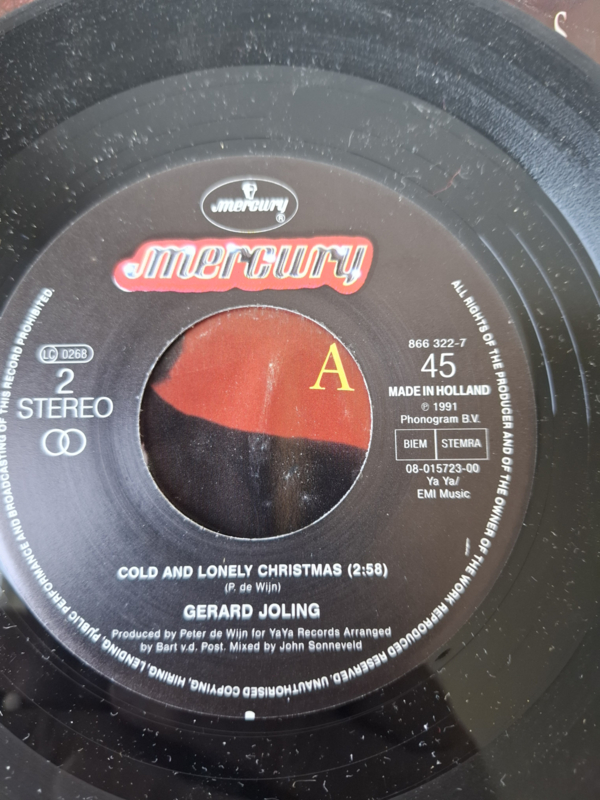 S
mercury
®
mercury
LC 0268
2
STEREO
A
866 322-7
45
MADE IN HOLLAND
℗ 1991
Phonogram B.V.
BIEM STEMRA
08-015723-00
Ya Ya/
EMI Music
COLD AND LONELY CHRISTMAS (2:58)
(P. de Wijn)
GERARD JOLING
Produced by Peter de Wijn for YaYa Records Arranged
by Bart v.d. Post. Mixed by John Sonneveld
ALL RIGHTS OF THE PRODUCER AND OF THE OWNER OF THE WORK REPRODUCED RESERVED. UNAUTHORISED COPYING, HIRING, LENDING, PUBLIC PERFORMANCE AND BROADCASTING OF THIS RECORD PROHIBITED.